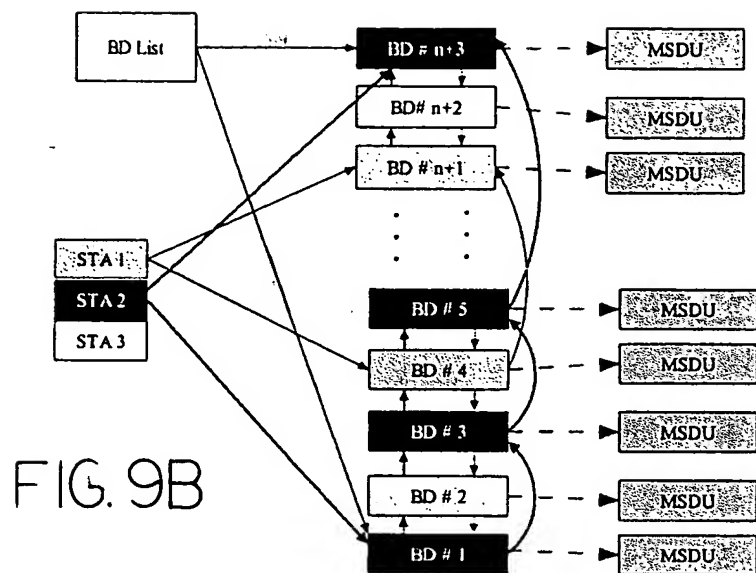 BD List
BD # n+3
MSDU
BD# n+2
MSDU
BD # n+1
MSDU
STA 1
STA 2
STA 3
BD # 5
MSDU
BD # 4
MSDU
BD # 3
MSDU
BD # 2
MSDU
BD # 1
MSDU
FIG. 9B